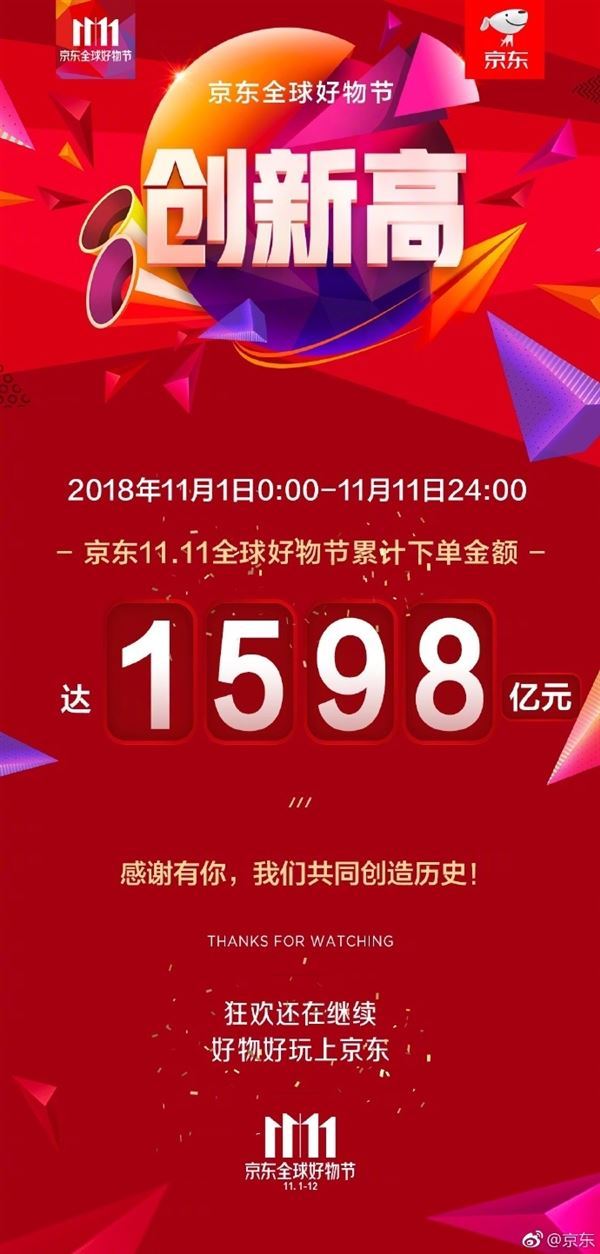 11.11
京东全球好物节
京东
京东全球好物节
创新高
2018年11月1日0:00-11月11日24:00
- 京东11.11全球好物节累计下单金额 -
达 1598 亿元
///
感谢有你，我们共同创造历史！
THANKS FOR WATCHING
狂欢还在继续
好物好玩上京东
11.11
京东全球好物节
11.1-12
@京东